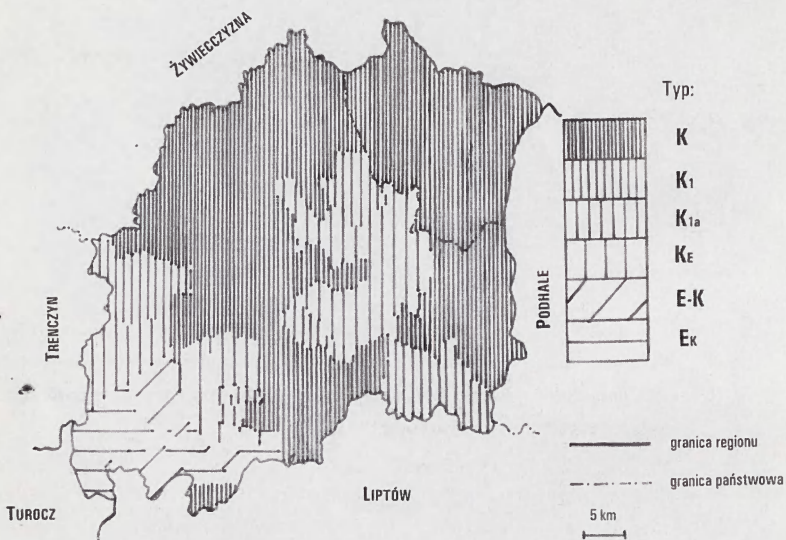 ŻYWIECCZYZNA
Typ:
K
K1
K1a
KE
E-K
EK
TRENCZYN
PODHALE
granica regionu
granica państwowa
TUROCZ
LIPTÓW
5 km